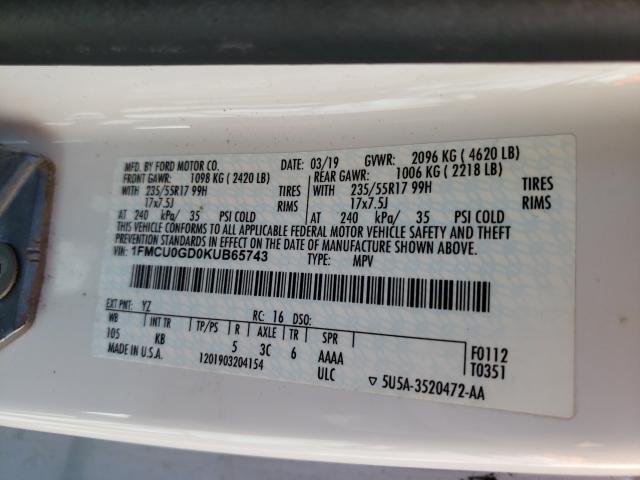 MFD. BY FORD MOTOR CO. DATE: 03/19 GVWR: 2096 KG ( 4620 LB)
FRONT GAWR: 1098 KG ( 2420 LB) REAR GAWR: 1006 KG ( 2218 LB)
WITH 235/55R17 99H TIRES WITH 235/55R17 99H TIRES
17x7.5J RIMS 17x7.5J RIMS
AT 240 kPa/ 35 PSI COLD AT 240 kPa/ 35 PSI COLD
THIS VEHICLE CONFORMS TO ALL APPLICABLE FEDERAL MOTOR VEHICLE SAFETY AND THEFT
PREVENTION STANDARDS IN EFFECT ON THE DATE OF MANUFACTURE SHOWN ABOVE.
VIN: 1FMCU0GD0KUB65743 TYPE: MPV
EXT PNT: YZ RC: 16 DSO:
WB INT TR TP/PS R AXLE TR SPR
105 KB 5 3C 6 AAAA F0112
MADE IN U.S.A. 1201903204154 ULC T0351
▽ 5U5A-3520472-AA